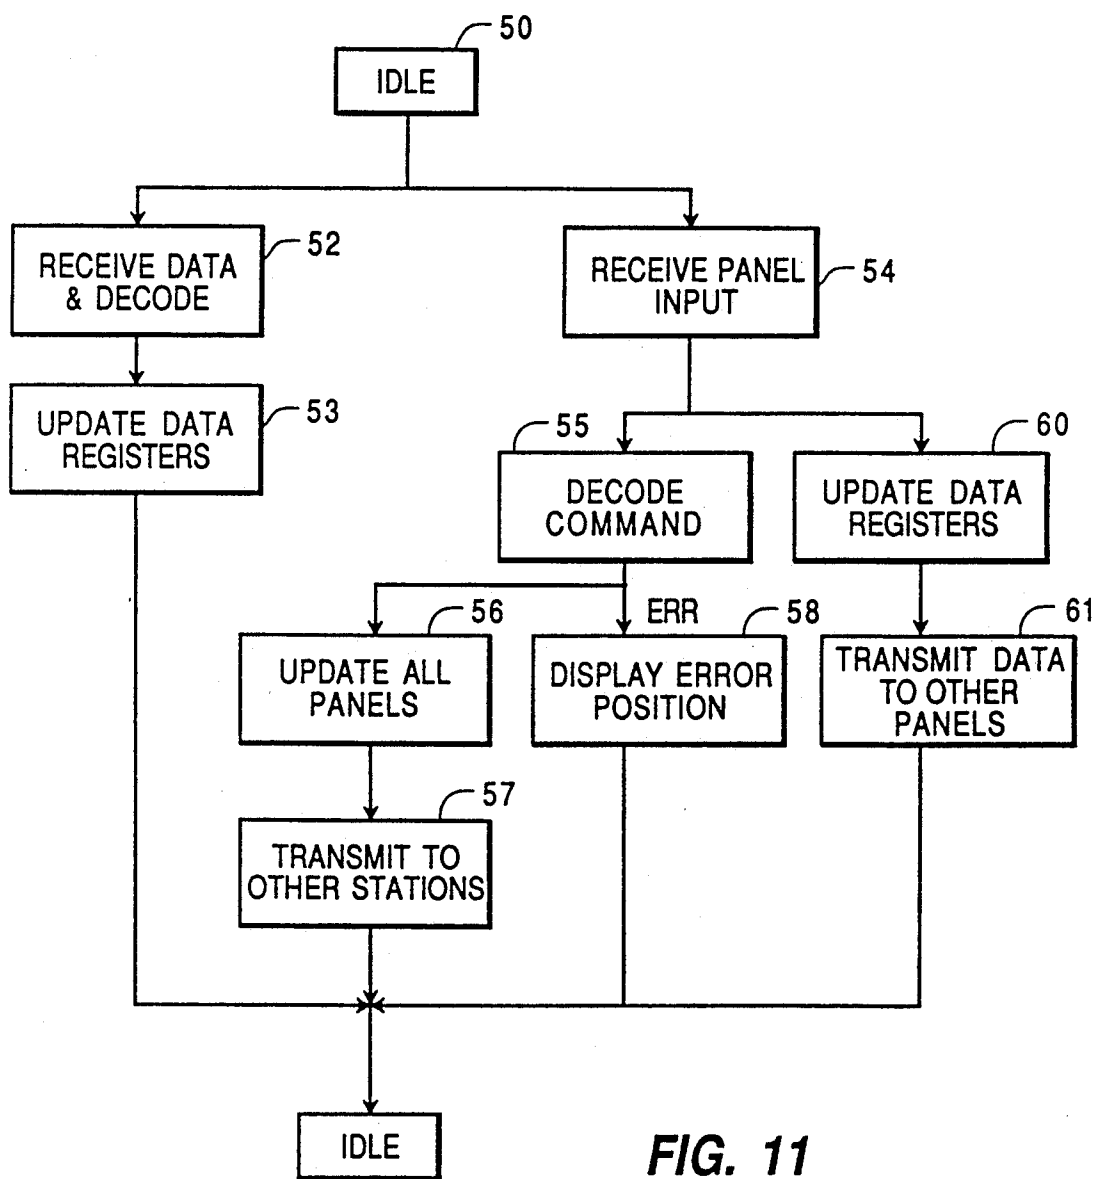 50
IDLE
52
RECEIVE DATA
& DECODE
RECEIVE PANEL
INPUT
54
53
UPDATE DATA
REGISTERS
55
DECODE
COMMAND
60
UPDATE DATA
REGISTERS
56
UPDATE ALL
PANELS
ERR
58
DISPLAY ERROR
POSITION
61
TRANSMIT DATA
TO OTHER
PANELS
57
TRANSMIT TO
OTHER STATIONS
IDLE
FIG. 11